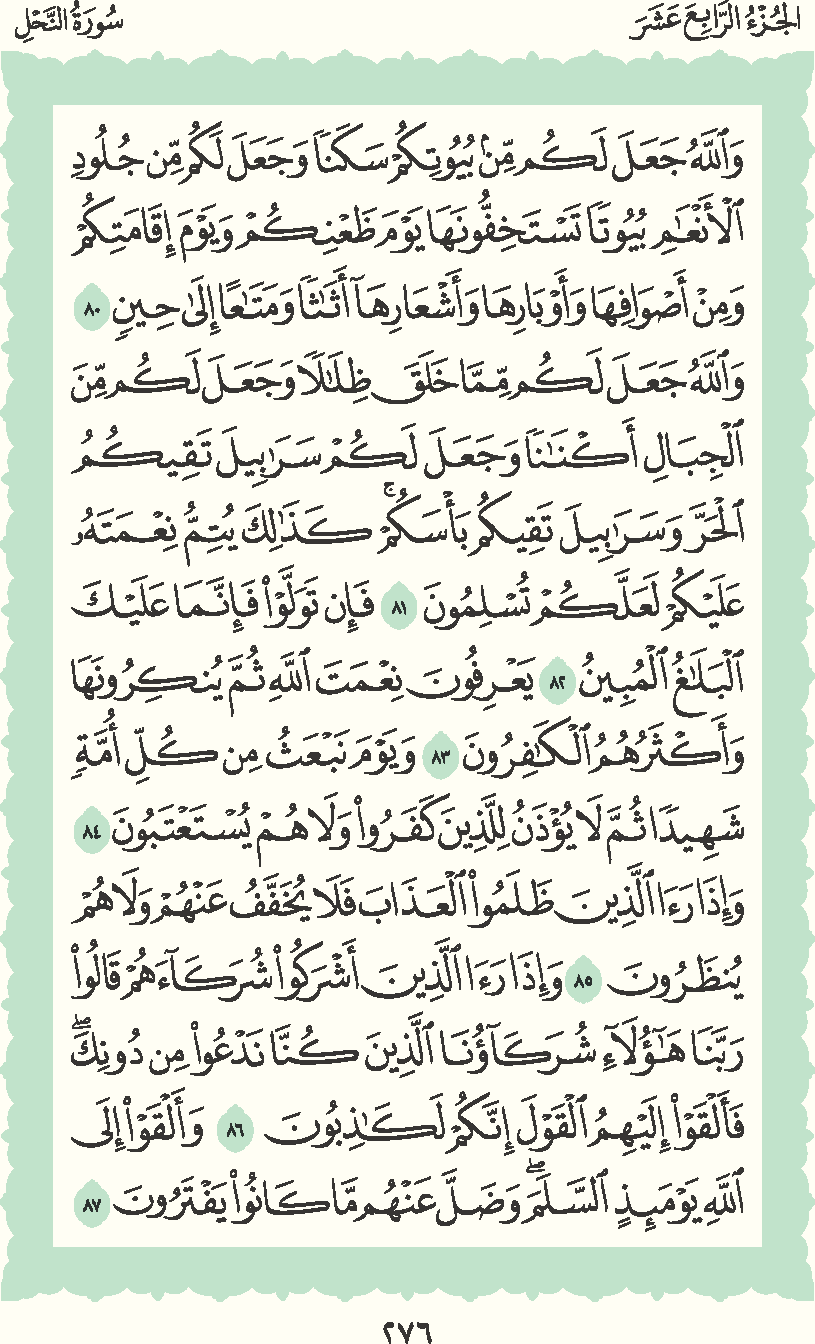 الجُزْءُ الرَّابِعَ عَشَرَ
سُورَةُ النَّحْلِ
وَٱللَّهُ جَعَلَ لَكُم مِّنۢ بُيُوتِكُمْ سَكَنٗا وَجَعَلَ لَكُم مِّن جُلُودِ
ٱلْأَنْعَٰمِ بُيُوتٗا تَسْتَخِفُّونَهَا يَوْمَ ظَعْنِكُمْ وَيَوْمَ إِقَامَتِكُمْ
وَمِنْ أَصْوَافِهَا وَأَوْبَارِهَا وَأَشْعَارِهَآ أَثَٰثٗا وَمَتَٰعًا إِلَىٰ حِينٖ ٨٠
وَٱللَّهُ جَعَلَ لَكُم مِّمَّا خَلَقَ ظِلَٰلٗا وَجَعَلَ لَكُم مِّنَ
ٱلْجِبَالِ أَكْنَٰنٗا وَجَعَلَ لَكُمْ سَرَٰبِيلَ تَقِيكُمُ
ٱلْحَرَّ وَسَرَٰبِيلَ تَقِيكُم بَأْسَكُمْۚ كَذَٰلِكَ يُتِمُّ نِعْمَتَهُۥ
عَلَيْكُمْ لَعَلَّكُمْ تُسْلِمُونَ ٨١ فَإِن تَوَلَّوْا۟ فَإِنَّمَا عَلَيْكَ
ٱلْبَلَٰغُ ٱلْمُبِينُ ٨٢ يَعْرِفُونَ نِعْمَتَ ٱللَّهِ ثُمَّ يُنكِرُونَهَا
وَأَكْثَرُهُمُ ٱلْكَٰفِرُونَ ٨٣ وَيَوْمَ نَبْعَثُ مِن كُلِّ أُمَّةٖ
شَهِيدٗا ثُمَّ لَا يُؤْذَنُ لِلَّذِينَ كَفَرُوا۟ وَلَا هُمْ يُسْتَعْتَبُونَ ٨٤
وَإِذَا رَءَا ٱلَّذِينَ ظَلَمُوا۟ ٱلْعَذَابَ فَلَا يُخَفَّفُ عَنْهُمْ وَلَا هُمْ
يُنظَرُونَ ٨٥ وَإِذَا رَءَا ٱلَّذِينَ أَشْرَكُوا۟ شُرَكَآءَهُمْ قَالُوا۟
رَبَّنَا هَٰٓؤُلَآءِ شُرَكَآؤُنَا ٱلَّذِينَ كُنَّا نَدْعُوا۟ مِن دُونِكَۖ
فَأَلْقَوْا۟ إِلَيْهِمُ ٱلْقَوْلَ إِنَّكُمْ لَكَٰذِبُونَ ٨٦ وَأَلْقَوْا۟ إِلَى
ٱللَّهِ يَوْمَئِذٍ ٱلسَّلَمَۖ وَضَلَّ عَنْهُم مَّا كَانُوا۟ يَفْتَرُونَ ٨٧
٢٧٦